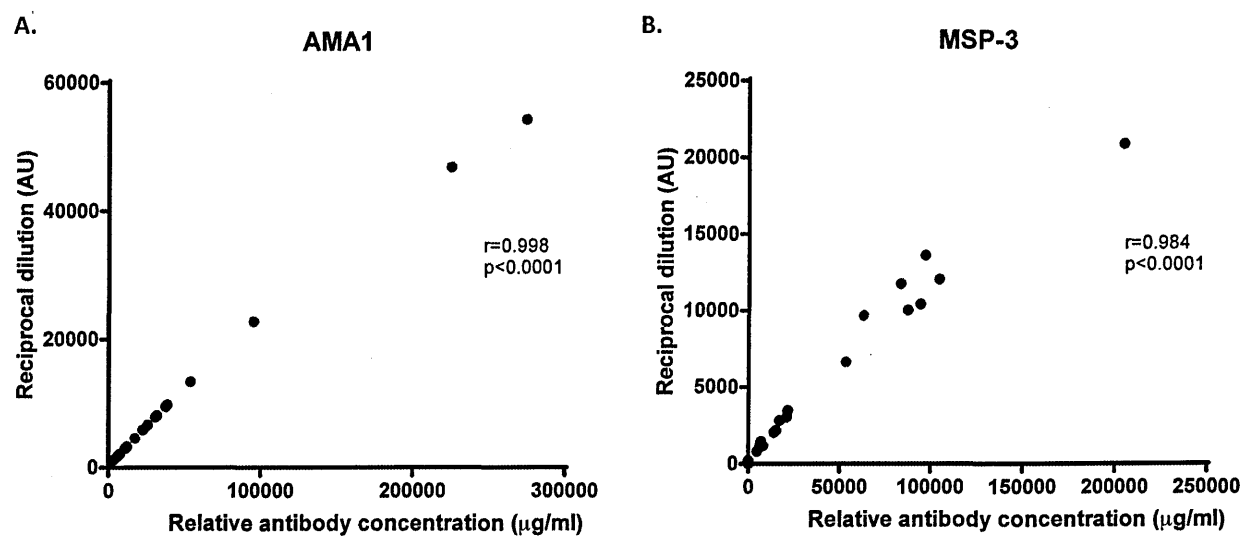 A.
AMA1
60000
40000
20000
0
Reciprocal dilution (AU)
r=0.998
p<0.0001
0 100000 200000 300000
Relative antibody concentration (μg/ml)
B.
MSP-3
25000
20000
15000
10000
5000
0
Reciprocal dilution (AU)
r=0.984
p<0.0001
0 50000 100000 150000 200000 250000
Relative antibody concentration (μg/ml)